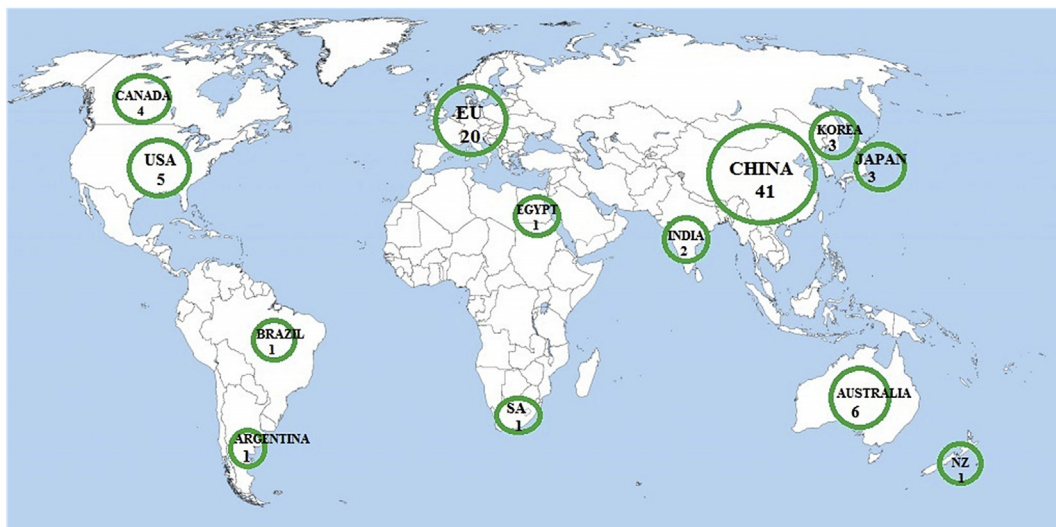 CANADA
4
USA
5
EU
20
KOREA
3
JAPAN
3
CHINA
41
EGYPT
1
INDIA
2
BRAZIL
1
AUSTRALIA
6
SA
1
ARGENTINA
1
NZ
1